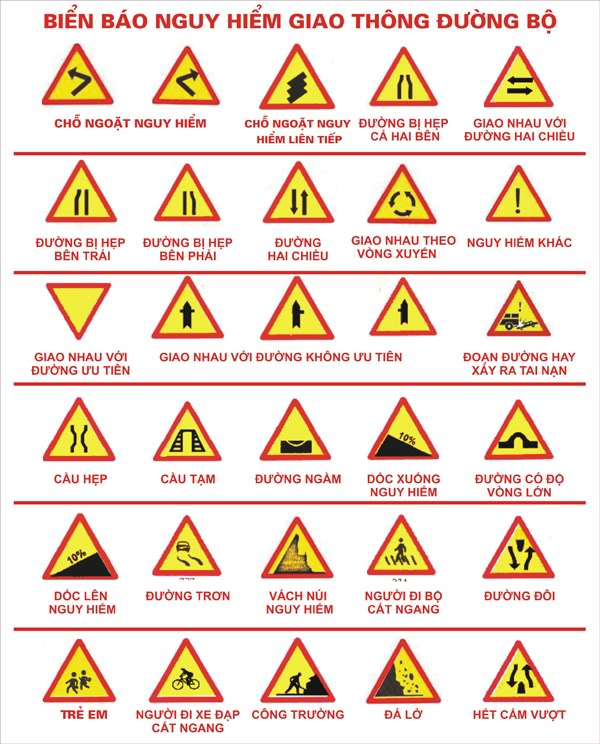 BIỂN BÁO NGUY HIỂM GIAO THÔNG ĐƯỜNG BỘ
CHỖ NGOẶT NGUY HIỂM
CHỖ NGOẶT NGUY
HIỂM LIÊN TIẾP
ĐƯỜNG BỊ HẸP
CẢ HAI BÊN
GIAO NHAU VỚI
ĐƯỜNG HAI CHIỀU
ĐƯỜNG BỊ HẸP
BÊN TRÁI
ĐƯỜNG BỊ HẸP
BÊN PHẢI
ĐƯỜNG
HAI CHIỀU
GIAO NHAU THEO
VÒNG XUYẾN
!
NGUY HIỂM KHÁC
GIAO NHAU VỚI
ĐƯỜNG ƯU TIÊN
GIAO NHAU VỚI ĐƯỜNG KHÔNG ƯU TIÊN
ĐOẠN ĐƯỜNG HAY
XẢY RA TAI NẠN
CẦU HẸP
CẦU TẠM
ĐƯỜNG NGẦM
10%
DỐC XUỐNG
NGUY HIỂM
ĐƯỜNG CÓ ĐỘ
VÒNG LỚN
10%
DỐC LÊN
NGUY HIỂM
ĐƯỜNG TRƠN
VÁCH NÚI
NGUY HIỂM
NGƯỜI ĐI BỘ
CẮT NGANG
ĐƯỜNG ĐÔI
TRẺ EM
NGƯỜI ĐI XE ĐẠP
CẮT NGANG
CÔNG TRƯỜNG
ĐÁ LỞ
HẾT CẤM VƯỢT